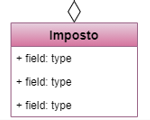 Imposto
+ field: type
+ field: type
+ field: type